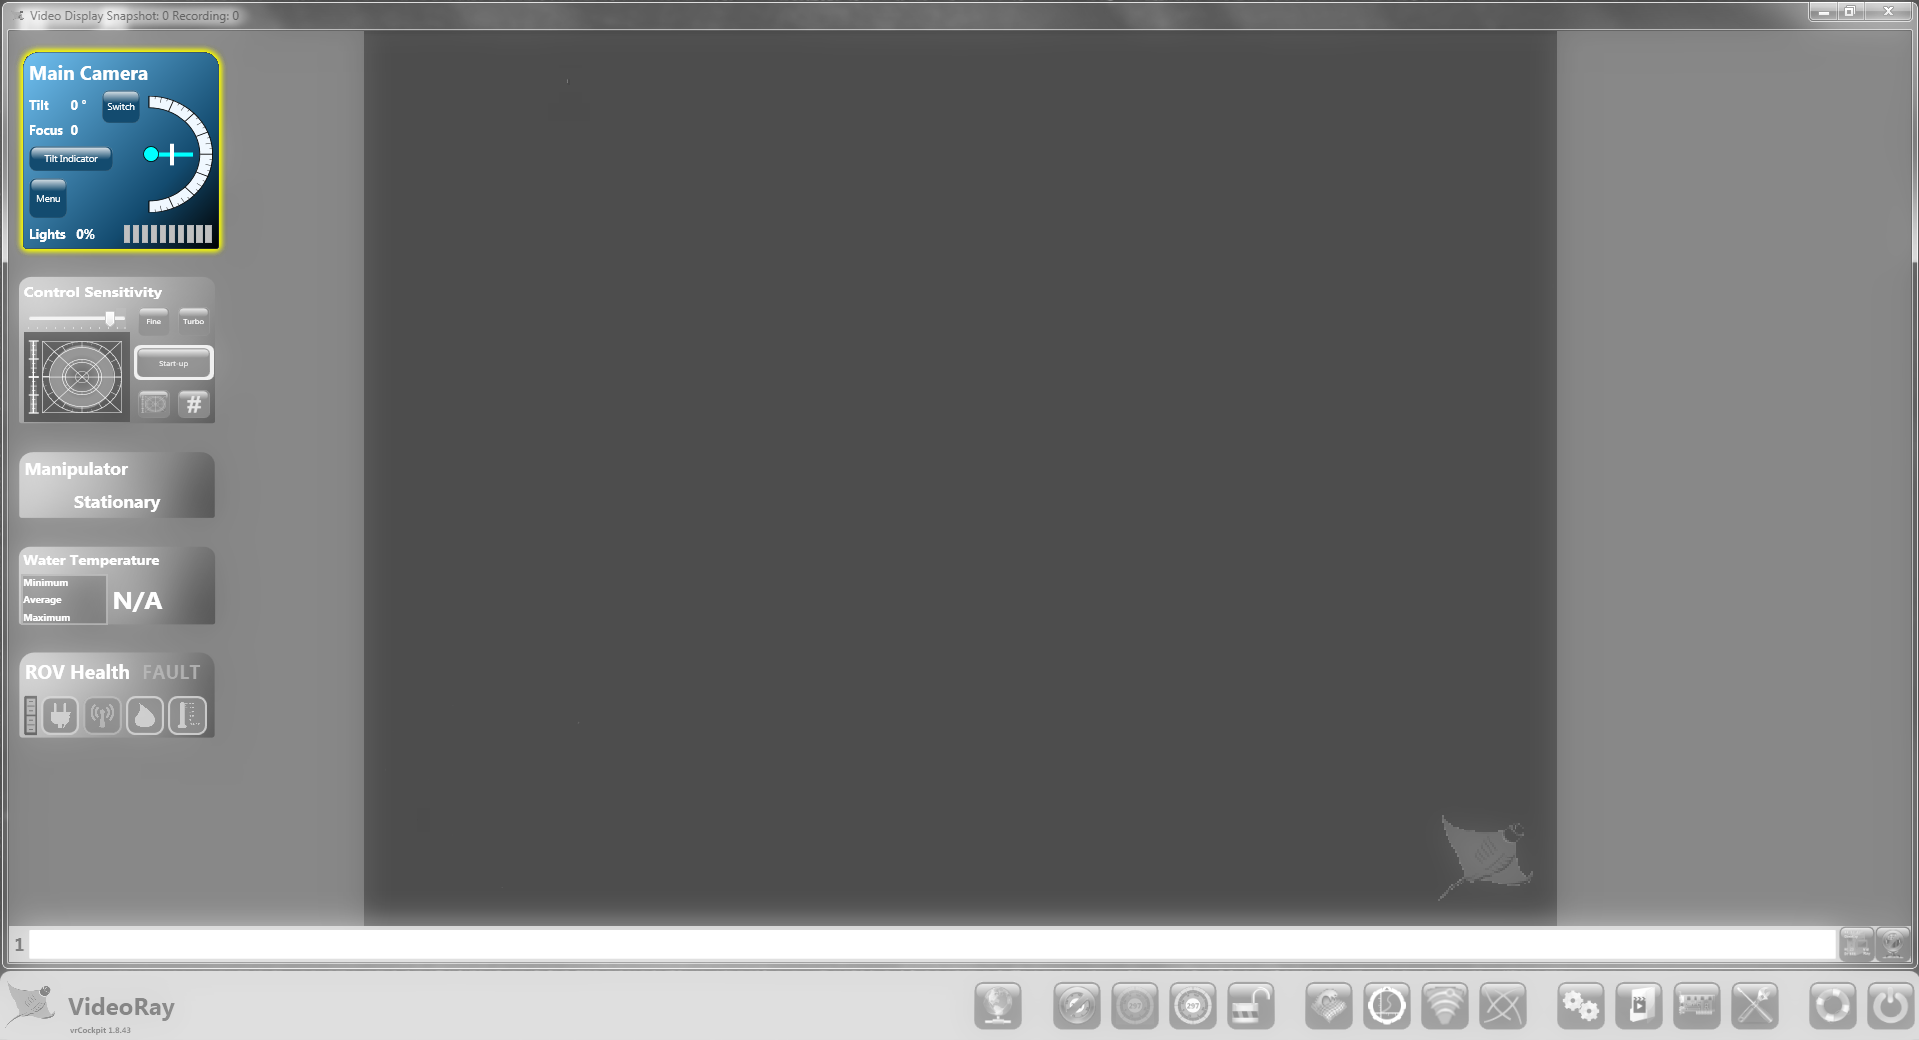 Video Display Snapshot: 0 Recording: 0
Main Camera
Tilt 0 °
Switch
Focus 0
Tilt Indicator
Menu
Lights 0%
Control Sensitivity
Fine
Turbo
Start-up
#
Manipulator
Stationary
Water Temperature
Minimum
Average
Maximum
N/A
ROV Health FAULT
1
VideoRay
vrCockpit 1.8.43
297
297